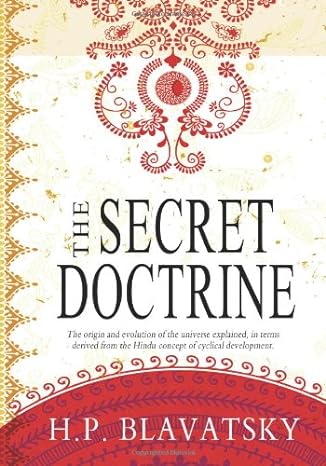 THE SECRET
DOCTRINE
The origin and evolution of the universe explained, in terms
derived from the Hindu concept of cyclical development.
H.P. BLAVATSKY